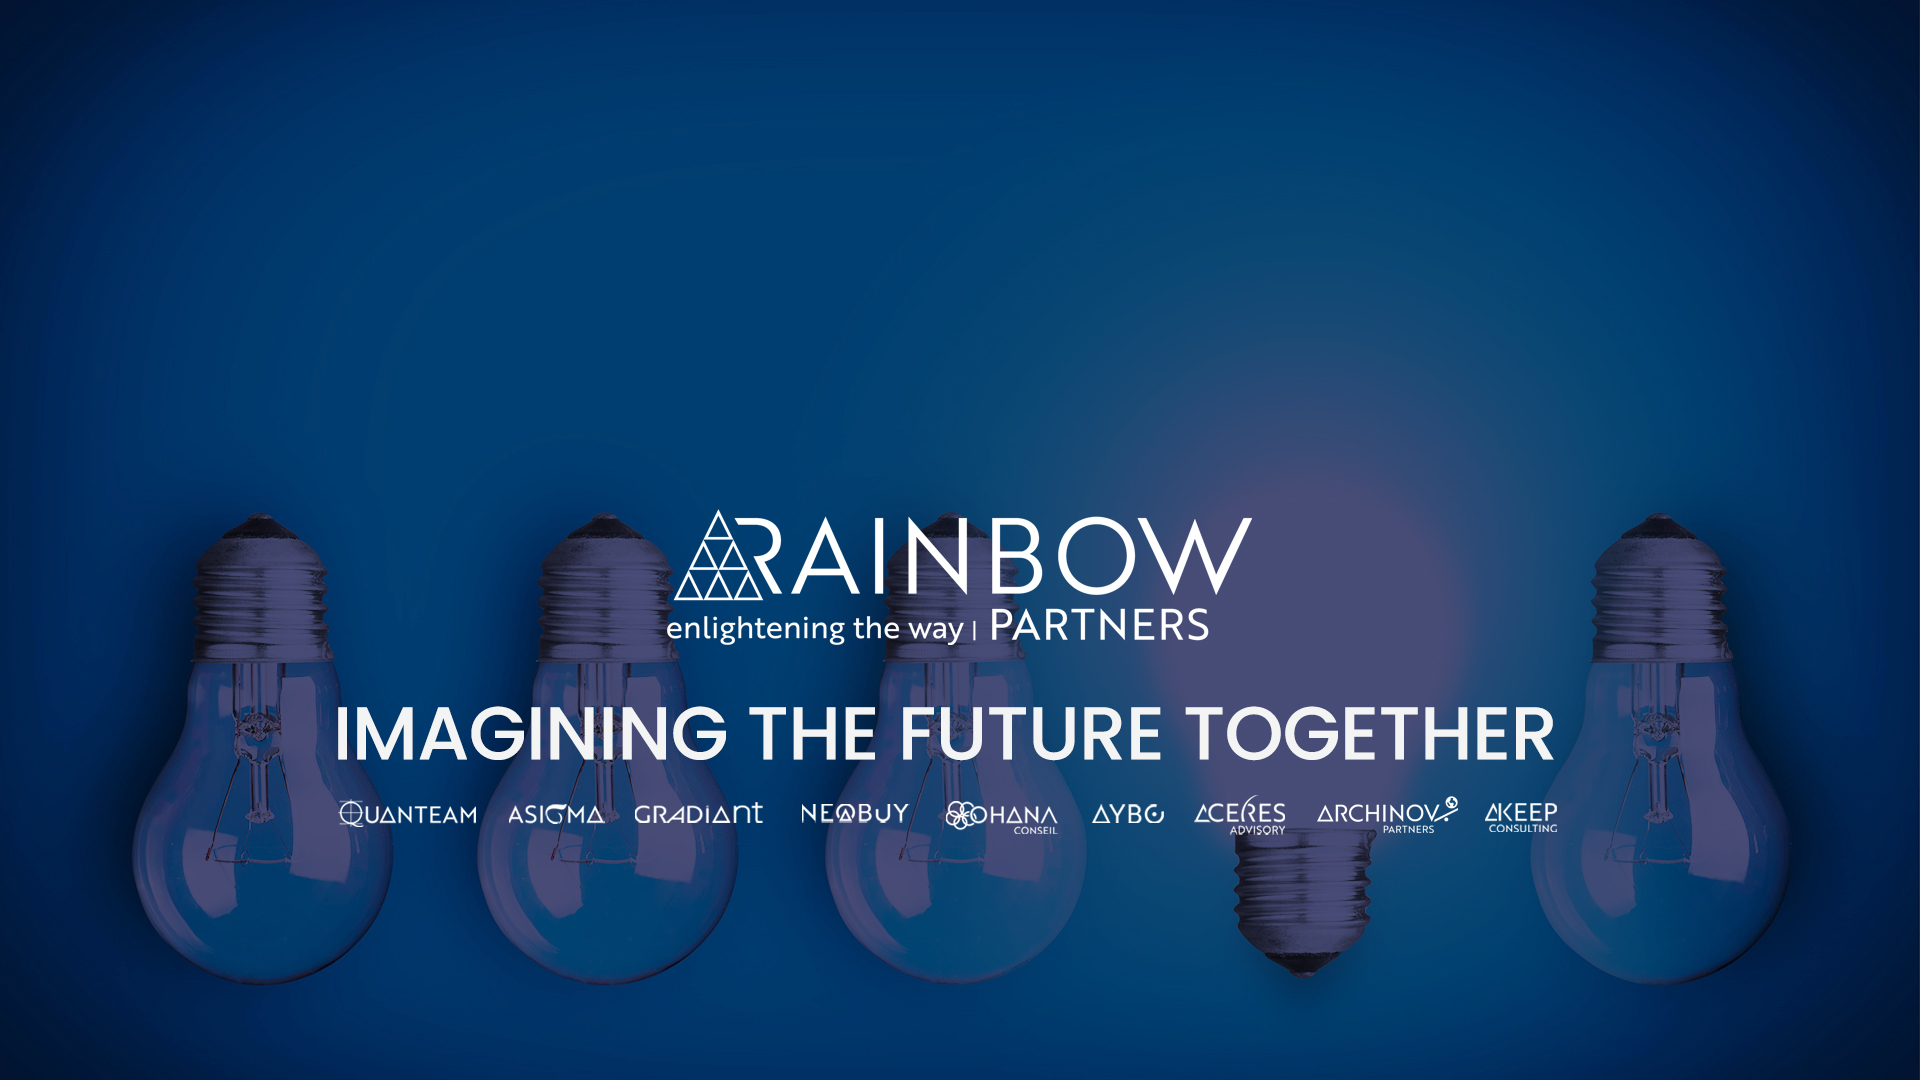 RAINBOW
enlightening the way | PARTNERS
IMAGINING THE FUTURE TOGETHER
QUANTEAM ASIGMA GRADIANT NEOBUY OHANA CONSEIL AYBO ACERES ADVISORY ARCHINOV. PARTNERS AKEEP CONSULTING